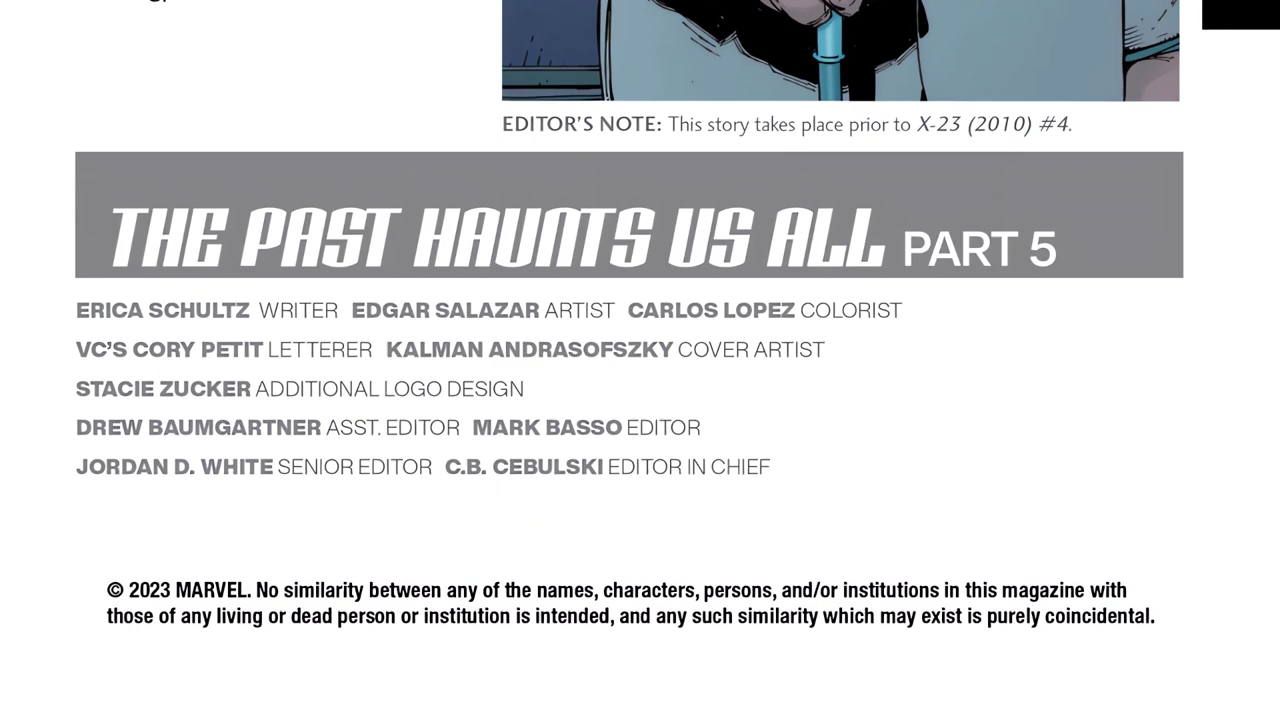 EDITOR'S NOTE: This story takes place prior to X-23 (2010) #4.
THE PAST HAUNTS US ALL PART 5
ERICA SCHULTZ WRITER EDGAR SALAZAR ARTIST CARLOS LOPEZ COLORIST
VC'S CORY PETIT LETTERER KALMAN ANDRASOFSZKY COVER ARTIST
STACIE ZUCKER ADDITIONAL LOGO DESIGN
DREW BAUMGARTNER ASST. EDITOR MARK BASSO EDITOR
JORDAN D. WHITE SENIOR EDITOR C.B. CEBULSKI EDITOR IN CHIEF
© 2023 MARVEL. No similarity between any of the names, characters, persons, and/or institutions in this magazine with
those of any living or dead person or institution is intended, and any such similarity which may exist is purely coincidental.